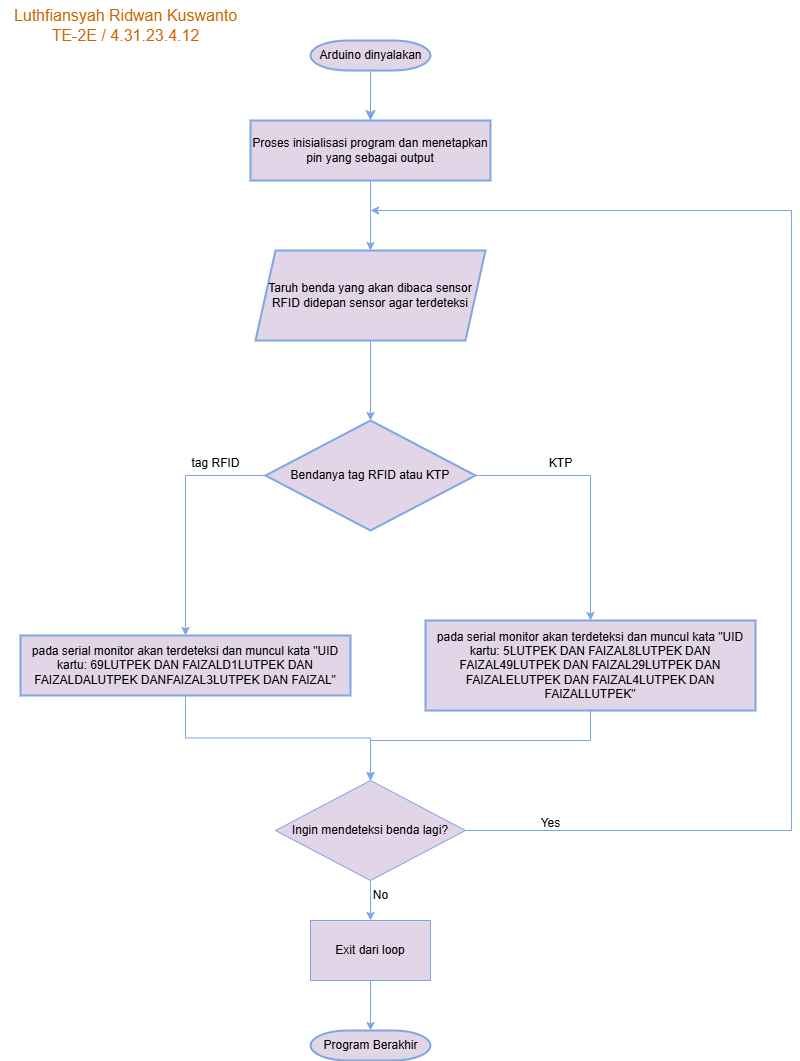 Luthfiansyah Ridwan Kuswanto
TE-2E / 4.31.23.4.12
Arduino dinyalakan
Proses inisialisasi program dan menetapkan
pin yang sebagai output
Taruh benda yang akan dibaca sensor
RFID didepan sensor agar terdeteksi
Bendanya tag RFID atau KTP
tag RFID
KTP
pada serial monitor akan terdeteksi dan muncul kata "UID
kartu: 69LUTPEK DAN FAIZALD1LUTPEK DAN
FAIZALDALUTPEK DANFAIZAL3LUTPEK DAN FAIZAL"
pada serial monitor akan terdeteksi dan muncul kata "UID
kartu: 5LUTPEK DAN FAIZAL8LUTPEK DAN
FAIZAL49LUTPEK DAN FAIZAL29LUTPEK DAN
FAIZALELUTPEK DAN FAIZAL4LUTPEK DAN
FAIZALLUTPEK"
Ingin mendeteksi benda lagi?
Yes
No
Exit dari loop
Program Berakhir